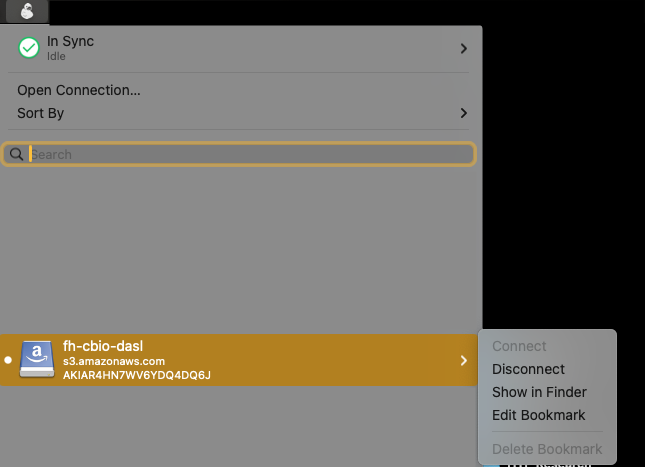 In Sync
Idle
Open Connection...
Sort By
Search
fh-cbio-dasl
s3.amazonaws.com
AKIAR4HN7WV6YDQ4DQ6J
Connect
Disconnect
Show in Finder
Edit Bookmark
Delete Bookmark